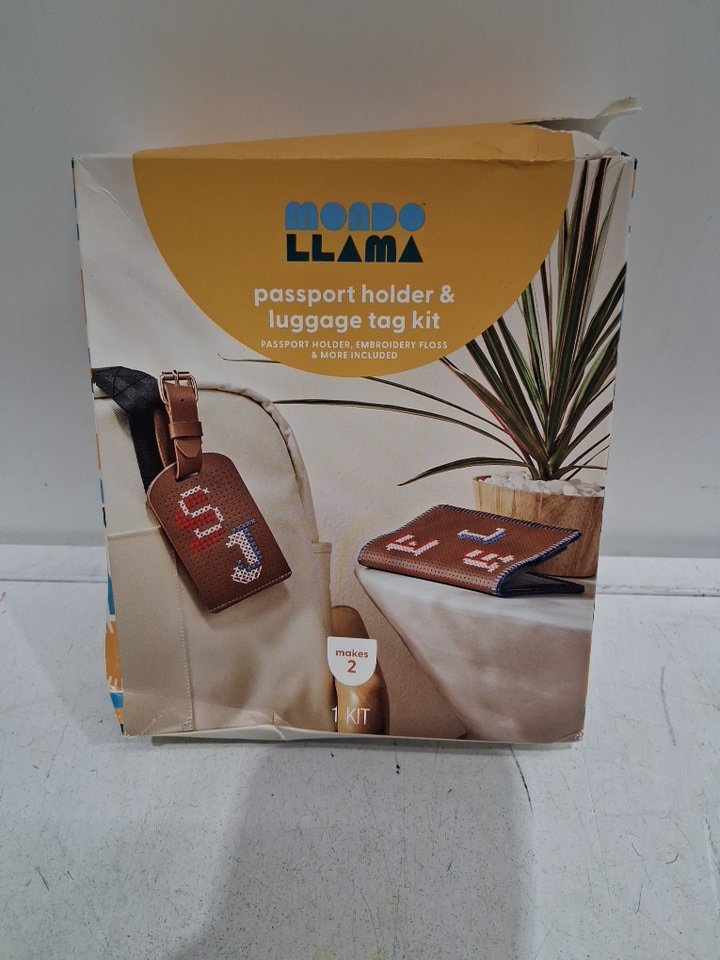 MONDO
LLAMA
passport holder &
luggage tag kit
PASSPORT HOLDER, EMBROIDERY FLOSS
& MORE INCLUDED
S
J
E
J
F
makes
2
1 KIT